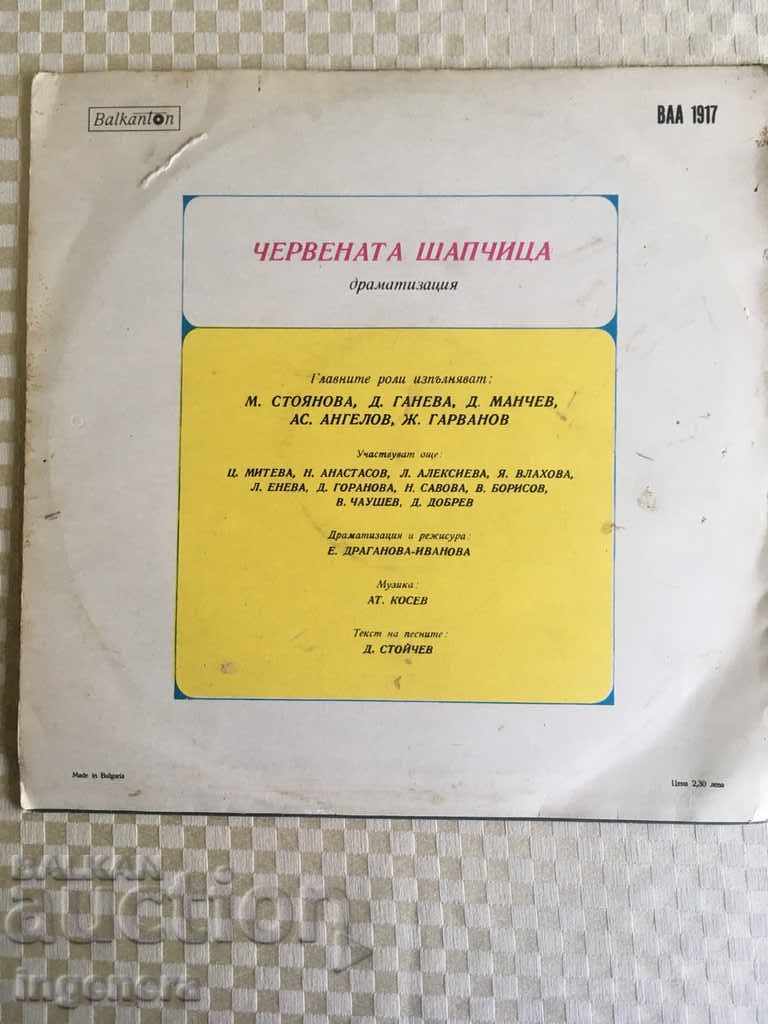 Balkanton
ВАА 1917
ЧЕРВЕНАТА ШАПЧИЦА
драматизация
Главните роли изпълняват:
М. СТОЯНОВА, Д. ГАНЕВА, Д. МАНЧЕВ,
АС. АНГЕЛОВ, Ж. ГАРВАНОВ
Участвуват още:
Ц. МИТЕВА, Н. АНАСТАСОВ, Л. АЛЕКСИЕВА, Я. ВЛАХОВА,
Л. ЕНЕВА, Д. ГОРАНОВА, Н. САВОВА, В. БОРИСОВ,
В. ЧАУШЕВ, Д. ДОБРЕВ
Драматизация и режисура:
Е. ДРАГАНОВА-ИВАНОВА
Музика:
АТ. КОСЕВ
Текст на песните:
Д. СТОЙЧЕВ
Made in Bulgaria
Цена 2,30 лева
BALKAN
auction
ingenera